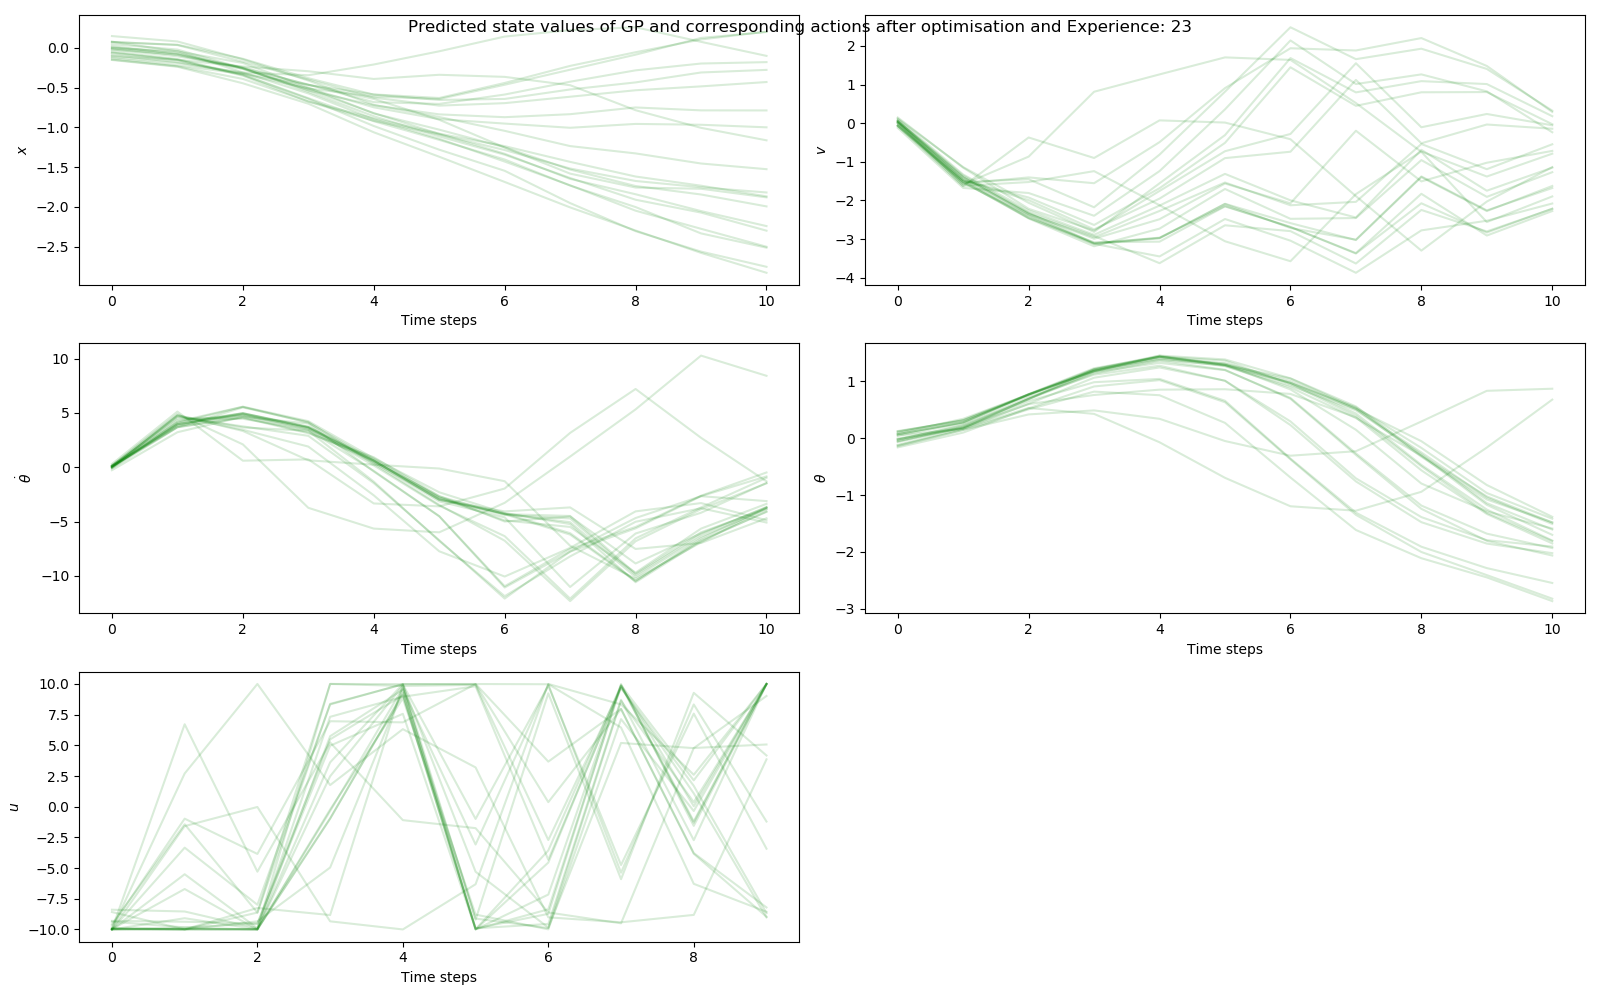 Predicted state values of GP and corresponding actions after optimisation and Experience: 23
0.0
−0.5
−1.0
−1.5
−2.0
−2.5
x
0 2 4 6 8 10
Time steps
2
1
0
−1
−2
−3
−4
v
0 2 4 6 8 10
Time steps
10
5
0
−5
−10
θ̇
0 2 4 6 8 10
Time steps
1
0
−1
−2
−3
θ
0 2 4 6 8 10
Time steps
10.0
7.5
5.0
2.5
0.0
−2.5
−5.0
−7.5
−10.0
u
0 2 4 6 8
Time steps